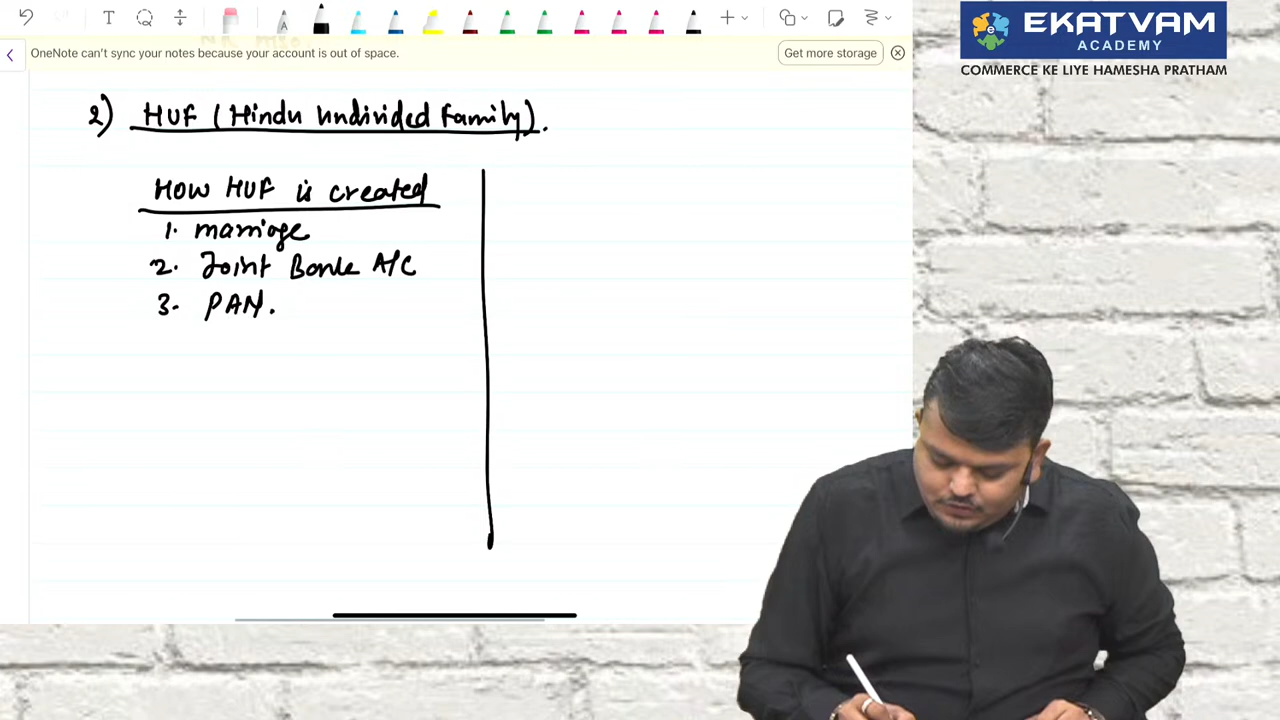 EKATVAM
ACADEMY
COMMERCE KE LIYE HAMESHA PRATHAM
OneNote can't sync your notes because your account is out of space.
Get more storage
2) HUF (Hindu Undivided Family).
How HUF is created
1. marriage
2. Joint Bank A/C
3. PAN.